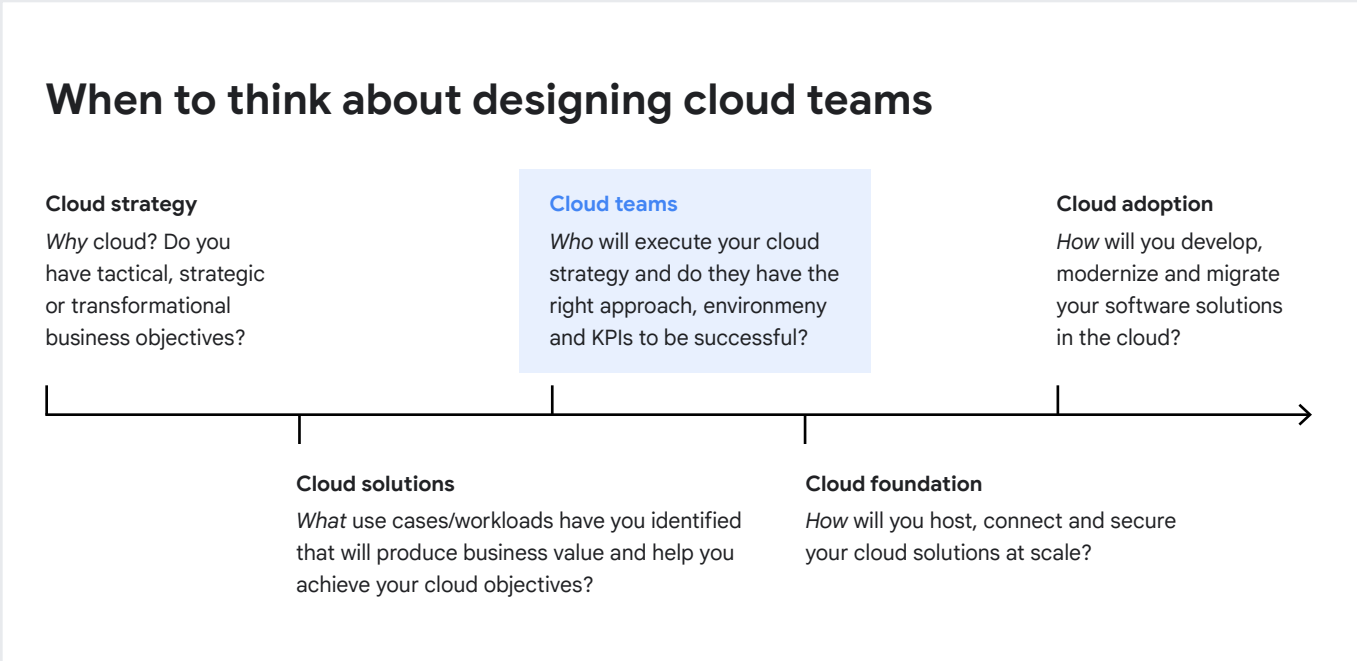 When to think about designing cloud teams
Cloud strategy
Why cloud? Do you
have tactical, strategic
or transformational
business objectives?
Cloud teams
Who will execute your cloud
strategy and do they have the
right approach, environmeny
and KPIs to be successful?
Cloud adoption
How will you develop,
modernize and migrate
your software solutions
in the cloud?
Cloud solutions
What use cases/workloads have you identified
that will produce business value and help you
achieve your cloud objectives?
Cloud foundation
How will you host, connect and secure
your cloud solutions at scale?